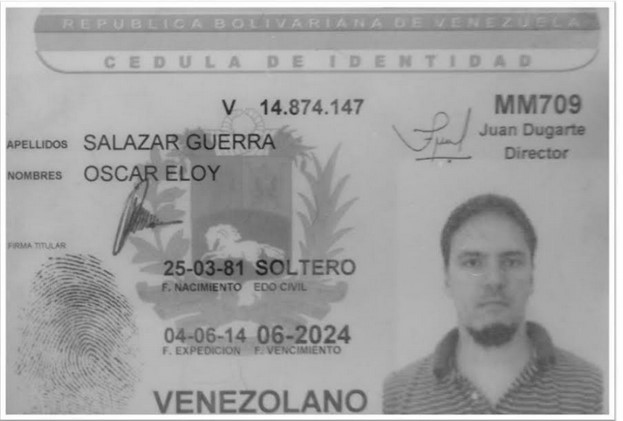 REPUBLICA BOLIVARIANA DE VENEZUELA
CEDULA DE IDENTIDAD
V 14.874.147
MM709
Juan Dugarte
Director
APELLIDOS SALAZAR GUERRA
NOMBRES OSCAR ELOY
FIRMA TITULAR
25-03-81 SOLTERO
F. NACIMIENTO EDO CIVIL
04-06-14 06-2024
F. EXPEDICION F. VENCIMIENTO
VENEZOLANO